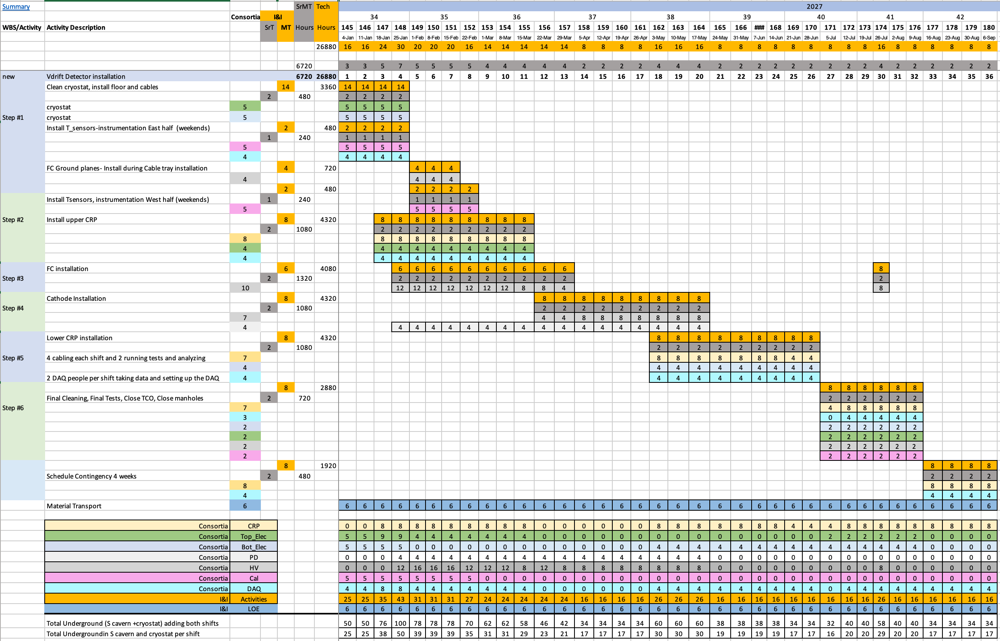 Summary SrMT Tech 2027
Consortia I&I 34 35 36 37 38 39 40 41 42
WBS/Activity Activity Description SrT MT Hours Hours 145 146 147 148 149 150 151 152 153 154 155 156 157 158 159 160 161 162 163 164 165 166 ### 168 169 170 171 172 173 174 175 176 177 178 179 180
4-Jan 11-Jan 18-Jan 25-Jan 1-Feb 8-Feb 15-Feb 22-Feb 1-Mar 8-Mar 15-Mar 22-Mar 29-Mar 5-Apr 12-Apr 19-Apr 26-Apr 3-May 10-May 17-May 24-May 31-May 7-Jun 14-Jun 21-Jun 28-Jun 5-Jul 12-Jul 19-Jul 26-Jul 2-Aug 9-Aug 16-Aug 23-Aug 30-Aug 6-Sep
26880 16 16 24 30 20 20 20 16 14 14 14 14 14 8 8 8 8 16 16 16 8 8 8 8 8 8 8 8 8 16 8 8 8 8 8 8
6720 3 3 5 7 5 5 5 5 4 4 4 4 4 2 2 2 2 4 4 4 2 2 2 2 2 2 2 2 2 4 2 2 2 2 2 2
new Vdrift Detector installation 6720 26880 1 2 3 4 5 6 7 8 9 10 11 12 13 14 15 16 17 18 19 20 21 22 23 24 25 26 27 28 29 30 31 32 33 34 35 36
Clean cryostat, install floor and cables 14 3360 14 14 14 14
2 480 2 2 2 2
cryostat 5 5 5 5 5
Step #1 cryostat 5 5 5 5 5
Install T_sensors-instrumentation East half (weekends) 2 480 2 2 2 2
1 240 1 1 1 1
5 5 5 5 5
4 4 4 4 4
FC Ground planes- Install during Cable tray installation 4 720 4 4 4
4 4 4 4
2 480 2 2 2 2
Install Tsensors, instrumentation West half (weekends) 1 240 1 1 1 1
5 5 5 5 5
Step #2 Install upper CRP 8 4320 8 8 8 8 8 8 8 8 8
2 1080 2 2 2 2 2 2 2 2 2
8 8 8 8 8 8 8 8 8 8
4 4 4 4 4 4 4 4 4 4
4 4 4 4 4 4 4 4 4 4
FC installation 6 4080 6 6 6 6 6 6 6 6 6 6 8
Step #3 2 1320 2 2 2 2 2 2 2 2 2 2 2
10 12 12 12 12 12 12 12 8 8 4 8
Cathode Installation 8 4320 8 8 8 8 8 8 8 8 8
Step #4 2 1080 2 2 2 2 2 2 2 2 2
7 4 4 8 8 8 8 8 8 8
4 4 4 4 4 4 4 4 4 4 4 4 4 4 4 4 4 4
Lower CRP installation 8 4320 8 8 8 8 8 8 8 8 8
2 1080 2 2 2 2 2 2 2 2 2
Step #5 4 cabling each shift and 2 running tests and analyzing 7 8 8 8 8 8 8 8 4 4
4 4 4 4 4 4 4 4 4 4
2 DAQ people per shift taking data and setting up the DAQ 4 4 4 4 4 4 4 4 4 4
8 2880 8 8 8 8 8 8
Final Cleaning, Final Tests, Close TCO, Close manholes 2 720 2 2 2 2 2 2
Step #6 7 4 8 8 8 8 8
3 0 4 4 4 4 4
2 2 2 2 2 2 2
2 2 2 2 2 2 2
2 2 2 2 2 2 2
2 2 2 2 2 2 2
8 1920 8 8 8 8
Schedule Contingency 4 weeks 2 480 2 2 2 2
8 8 8 8 8
4 4 4 4 4
Material Transport 6 6 6 6 6 6 6 6 6 6 6 6 6 6 6 6 6 6 6 6 6 6 6 6 6 6 6 6 6 6 6 6 6 6 6 6 6
Consortia CRP 0 0 8 8 8 8 8 8 8 8 8 0 0 0 0 0 0 8 8 8 8 8 8 8 4 4 4 8 8 8 8 8 8 8 8 8
Consortia Top_Elec 5 5 9 9 4 4 4 4 4 4 4 0 0 0 0 0 0 0 0 0 0 0 0 0 0 0 2 2 2 2 2 2 0 0 0 0
Consortia Bot_Elec 5 5 5 5 0 0 0 0 0 0 0 0 0 0 0 0 0 4 4 4 4 4 4 4 4 4 4 4 4 4 4 4 0 0 0 0
Consortia PD 0 0 0 4 4 4 4 4 4 4 4 4 4 4 4 4 4 4 4 4 0 0 0 0 0 0 0 0 0 0 0 0 0 0 0 0
Consortia HV 0 0 0 12 16 16 16 12 12 12 8 12 8 8 8 8 8 8 8 8 0 0 0 0 0 0 0 0 0 8 0 0 0 0 0 0
Consortia Cal 5 5 5 5 5 5 5 5 0 0 0 0 0 0 0 0 0 0 0 0 0 0 0 0 0 0 0 0 0 0 0 0 0 0 0 0
Consortia DAQ 4 4 8 8 4 4 4 4 4 4 4 0 0 0 0 0 0 4 4 4 4 4 4 4 4 4 0 4 4 4 4 4 4 4 4 4
I&I Activities 25 25 35 43 31 31 31 27 24 24 24 24 24 16 16 16 16 26 26 26 16 16 16 16 16 16 16 16 16 26 16 16 16 16 16 16
I&I LOE 6 6 6 6 6 6 6 6 6 6 6 6 6 6 6 6 6 6 6 6 6 6 6 6 6 6 6 6 6 6 6 6 6 6 6 6
Total Underground (S cavern +cryostat) adding both shifts 50 50 76 100 78 78 78 70 62 62 58 46 42 34 34 34 34 60 60 60 38 38 38 38 34 34 32 40 40 58 40 40 34 34 34 34
Total Undergroundin S cavern and cryostat per shift 25 25 38 50 39 39 39 35 31 31 29 23 21 17 17 17 17 30 30 30 19 19 19 19 17 17 16 20 20 29 20 20 17 17 17 17